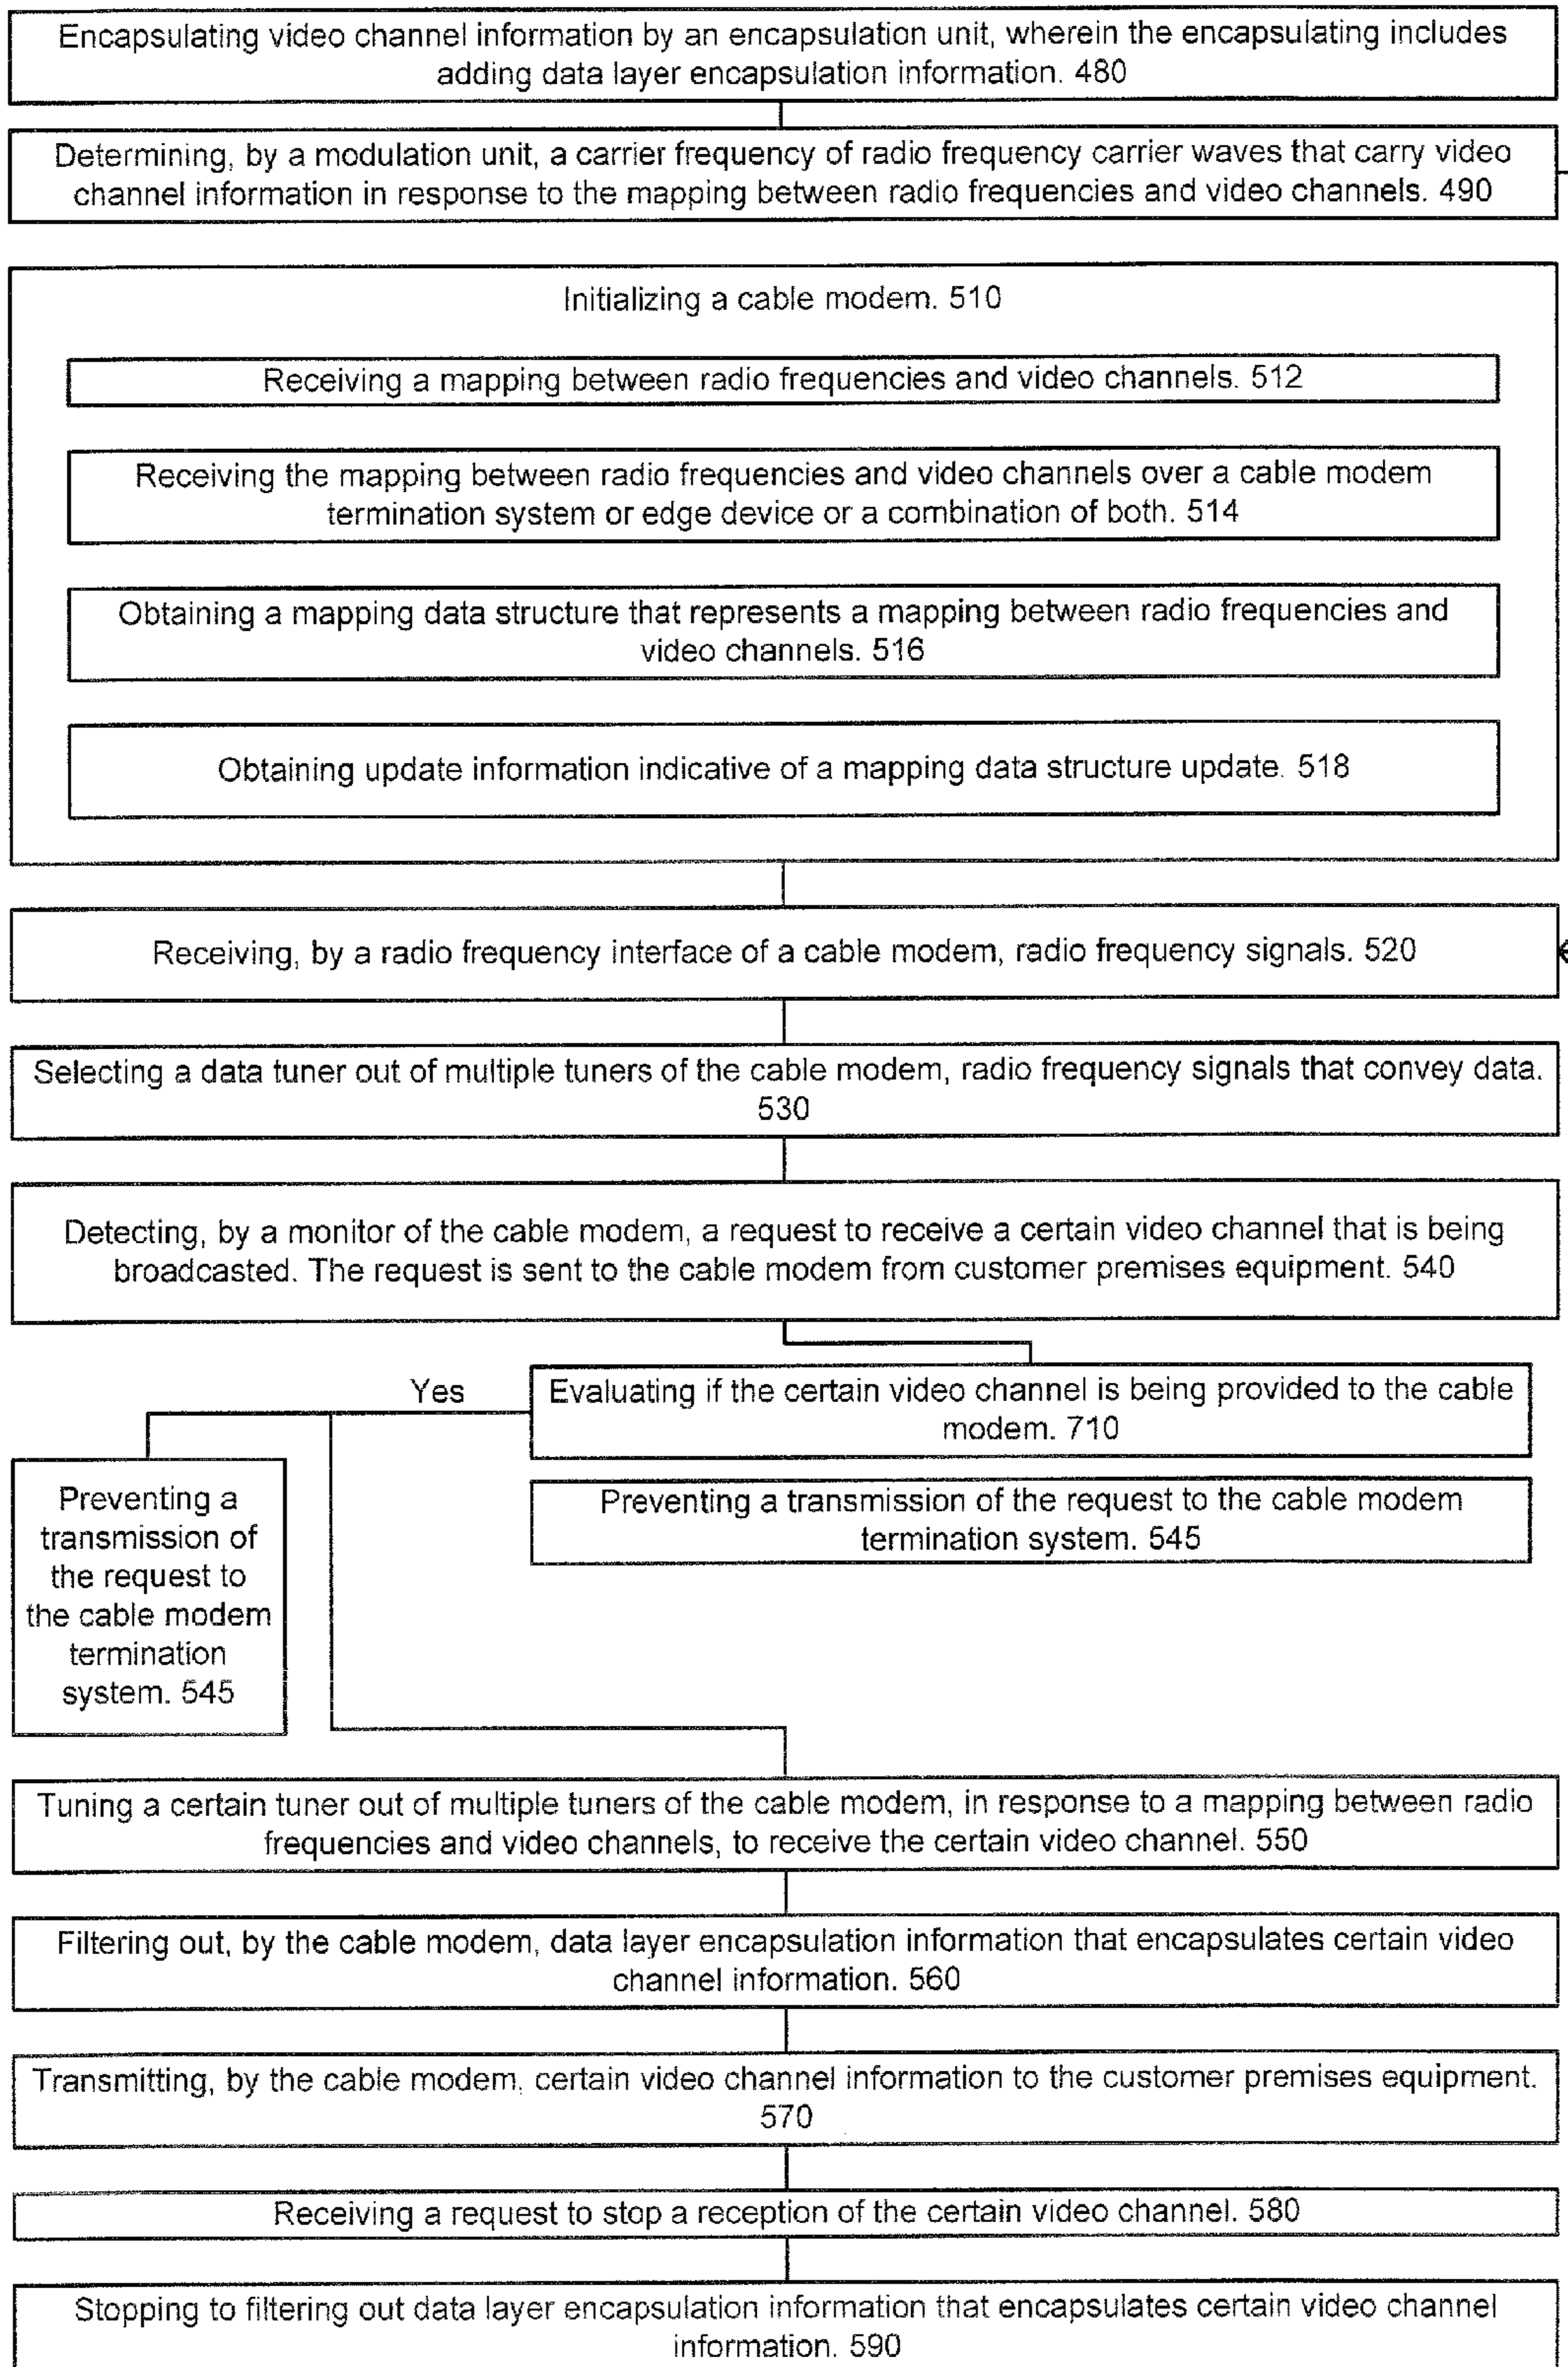 Encapsulating video channel information by an encapsulation unit, wherein the encapsulating includes
adding data layer encapsulation information. 480
Determining, by a modulation unit, a carrier frequency of radio frequency carrier waves that carry video
channel information in response to the mapping between radio frequencies and video channels. 490
Initializing a cable modem. 510
Receiving a mapping between radio frequencies and video channels. 512
Receiving the mapping between radio frequencies and video channels over a cable modem
termination system or edge device or a combination of both. 514
Obtaining a mapping data structure that represents a mapping between radio frequencies and
video channels. 516
Obtaining update information indicative of a mapping data structure update. 518
Receiving, by a radio frequency interface of a cable modem, radio frequency signals. 520
Selecting a data tuner out of multiple tuners of the cable modem, radio frequency signals that convey data.
530
Detecting, by a monitor of the cable modem, a request to receive a certain video channel that is being
broadcasted. The request is sent to the cable modem from customer premises equipment. 540
Yes
Evaluating if the certain video channel is being provided to the cable
modem. 710
Preventing a
transmission of
the request to
the cable modem
termination
system. 545
Preventing a transmission of the request to the cable modem
termination system. 545
Tuning a certain tuner out of multiple tuners of the cable modem, in response to a mapping between radio
frequencies and video channels, to receive the certain video channel. 550
Filtering out, by the cable modem, data layer encapsulation information that encapsulates certain video
channel information. 560
Transmitting, by the cable modem, certain video channel information to the customer premises equipment.
570
Receiving a request to stop a reception of the certain video channel. 580
Stopping to filtering out data layer encapsulation information that encapsulates certain video channel
information. 590